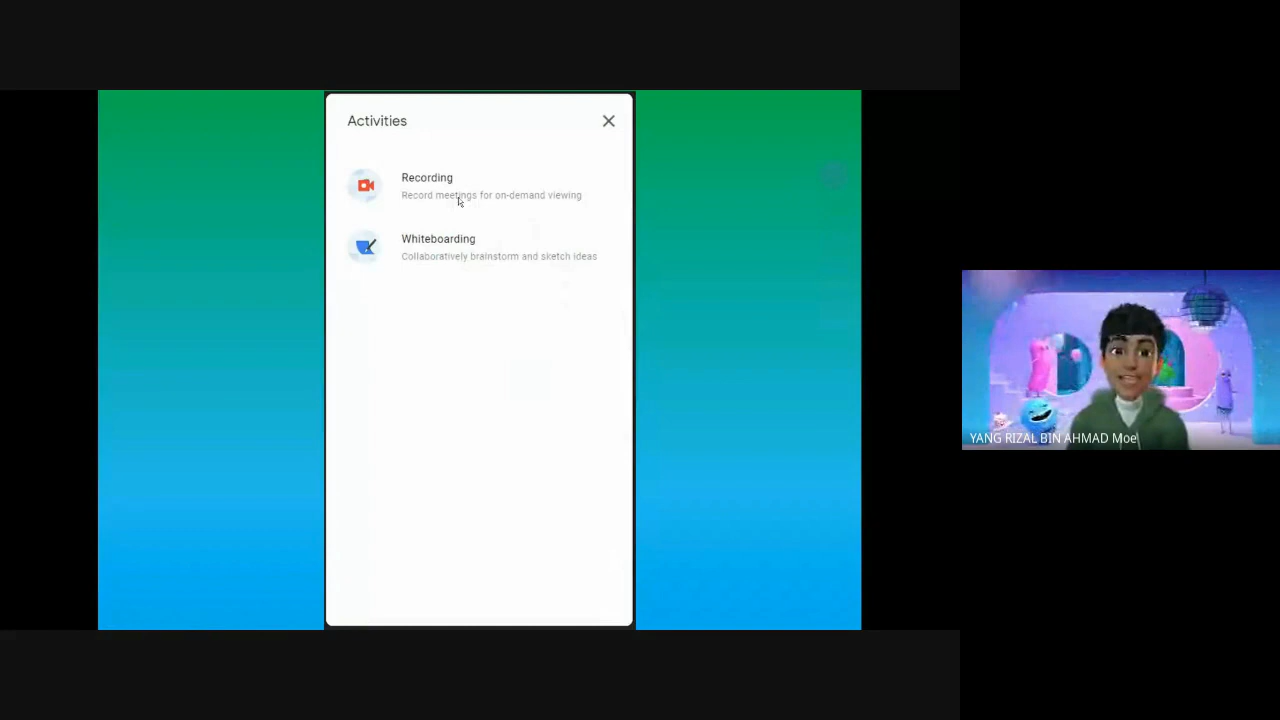 Activities
Recording
Record meetings for on-demand viewing
Whiteboarding
Collaboratively brainstorm and sketch ideas
YANG RIZAL BIN AHMAD Moe